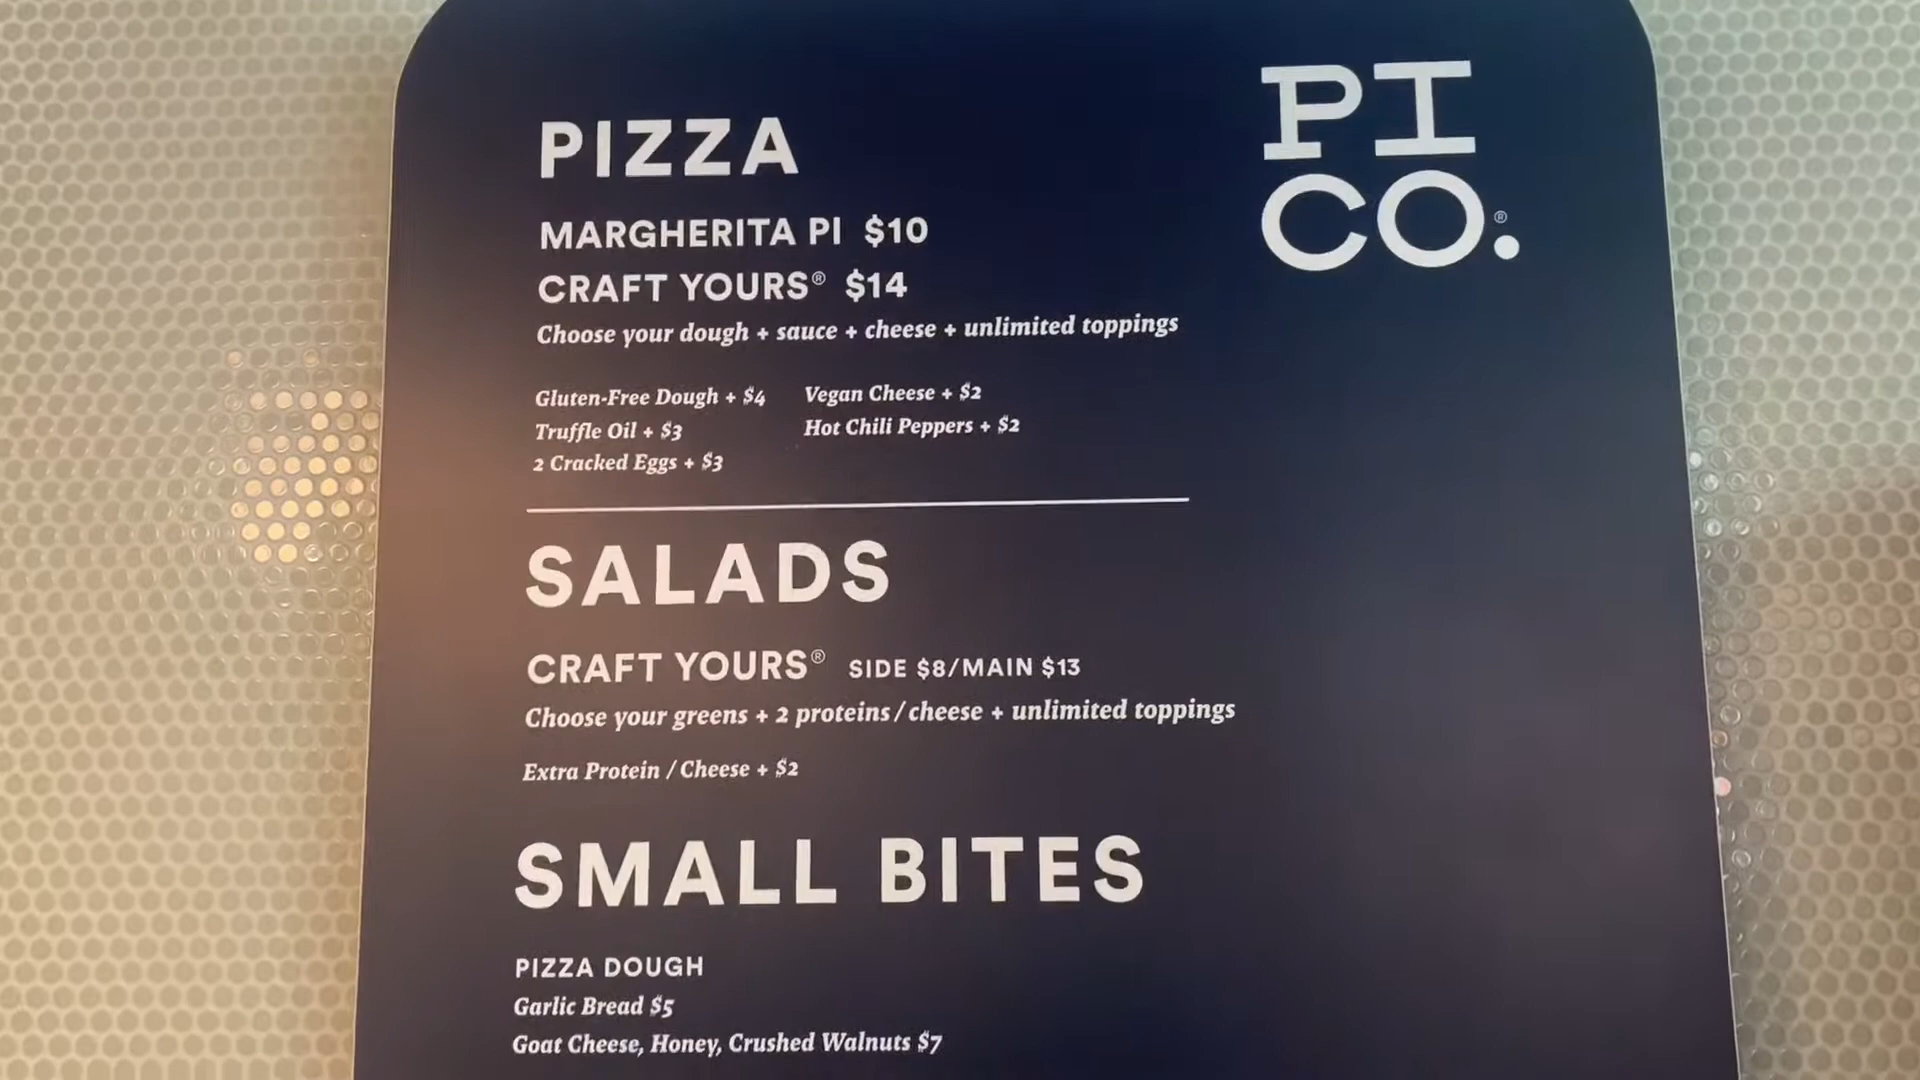 PI
CO.®
PIZZA
MARGHERITA PI $10
CRAFT YOURS® $14
Choose your dough + sauce + cheese + unlimited toppings
Gluten-Free Dough + $4
Truffle Oil + $3
2 Cracked Eggs + $3
Vegan Cheese + $2
Hot Chili Peppers + $2
SALADS
CRAFT YOURS® SIDE $8/MAIN $13
Choose your greens + 2 proteins/cheese + unlimited toppings
Extra Protein / Cheese + $2
SMALL BITES
PIZZA DOUGH
Garlic Bread $5
Goat Cheese, Honey, Crushed Walnuts $7